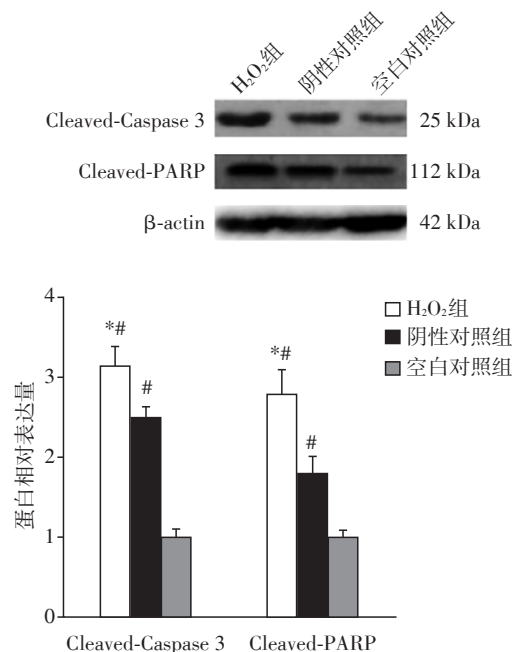 H₂O₂组 阴性对照组 空白对照组
Cleaved-Caspase 3 25 kDa
Cleaved-PARP 112 kDa
β-actin 42 kDa
4
3
2
1
0
蛋白相对表达量
*#
#
*#
#
H₂O₂组
阴性对照组
空白对照组
Cleaved-Caspase 3 Cleaved-PARP